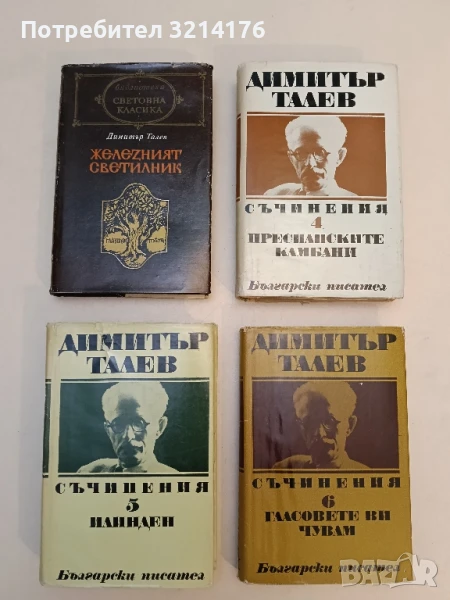 Потребител 3214176
Библиотека
СВЕТОВНА
КЛАСИКА
Димитър Талев
ЖЕЛЕЗНИЯТ
СВЕТИЛНИК
ДИМИТЪР
ТАЛЕВ
СЪЧИНЕНИЯ
4
ПРЕСПАНСКИТЕ
КАМБАНИ
Български писател
ДИМИТЪР
ТАЛЕВ
СЪЧИНЕНИЯ
5
ИЛИНДЕН
Български писател
ДИМИТЪР
ТАЛЕВ
СЪЧИНЕНИЯ
6
ГЛАСОВЕТЕ ВИ
ЧУВАМ
Български писател
BAZAR